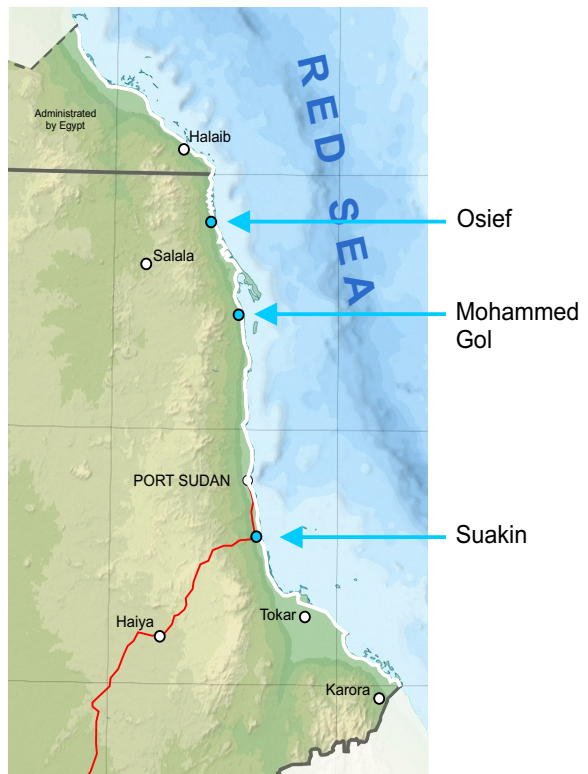 RED SEA
Administrated
by Egypt
Halaib
Osief
Salala
Mohammed
Gol
PORT SUDAN
Suakin
Haiya
Tokar
Karora